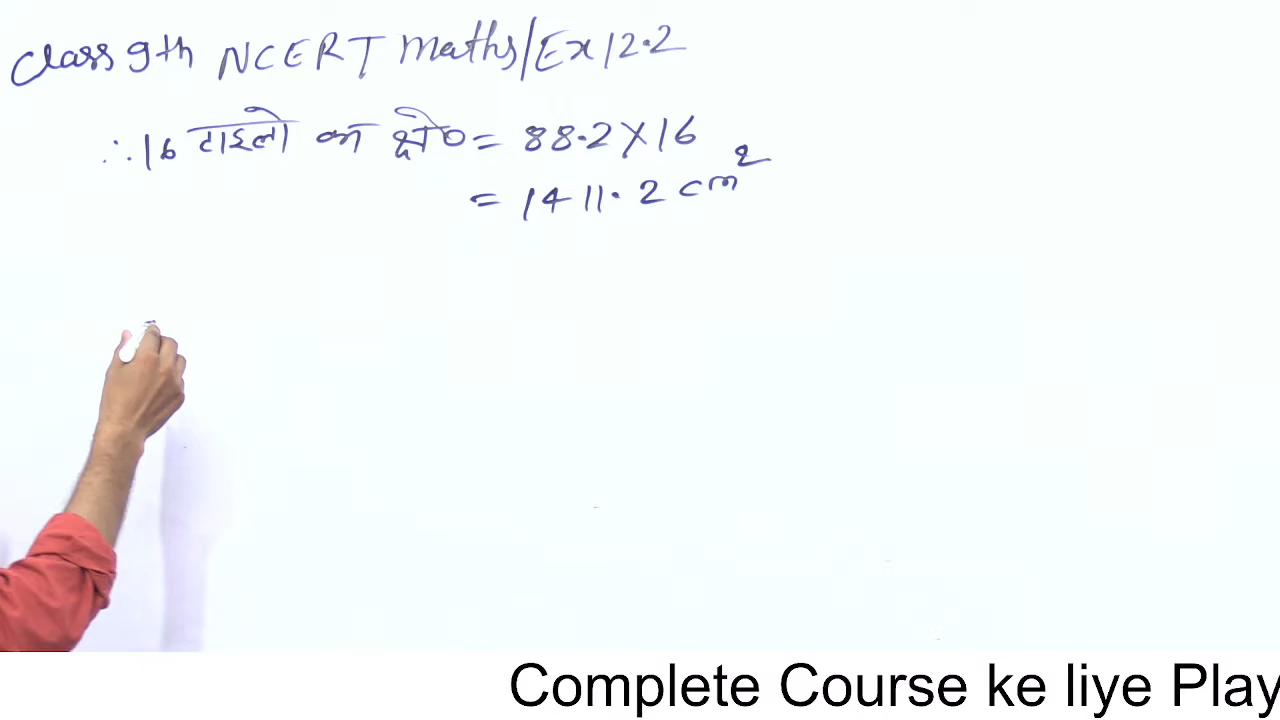 Class 9th NCERT Maths/Ex 12.2
∴ 16 टाइलो का क्षे० = 88.2 X 16
= 1411.2 cm²
Complete Course ke liye Play